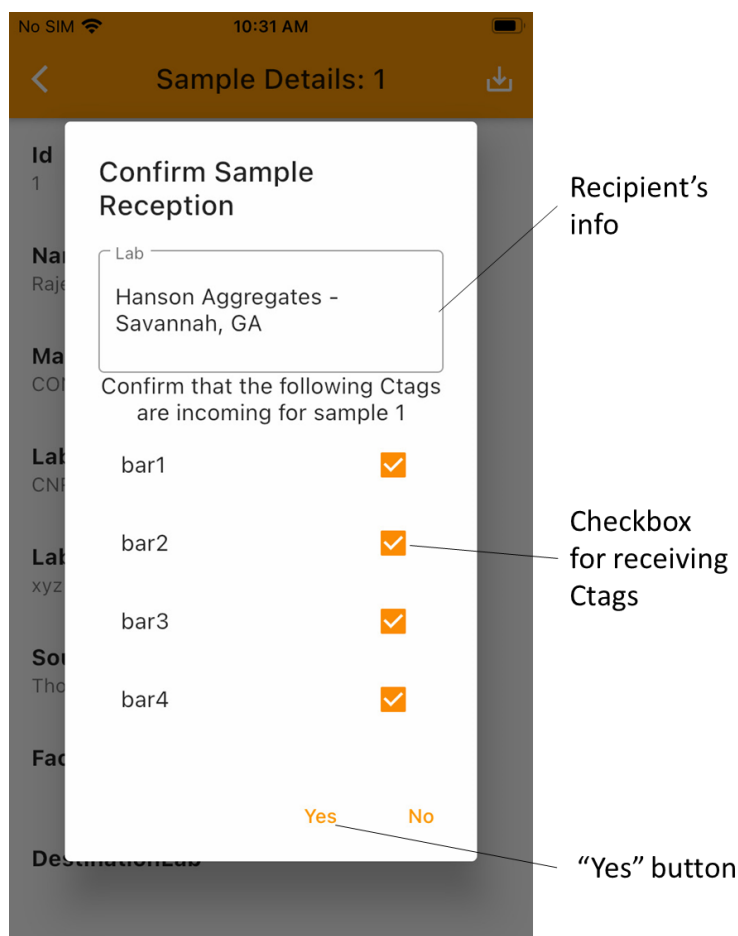 No SIM 10:31 AM
Sample Details: 1
Id
1
Confirm Sample
Reception
Lab
Hanson Aggregates -
Savannah, GA
Confirm that the following Ctags
are incoming for sample 1
bar1
bar2
bar3
bar4
Yes No
xyz
Recipient’s
info
Checkbox
for receiving
Ctags
“Yes” button